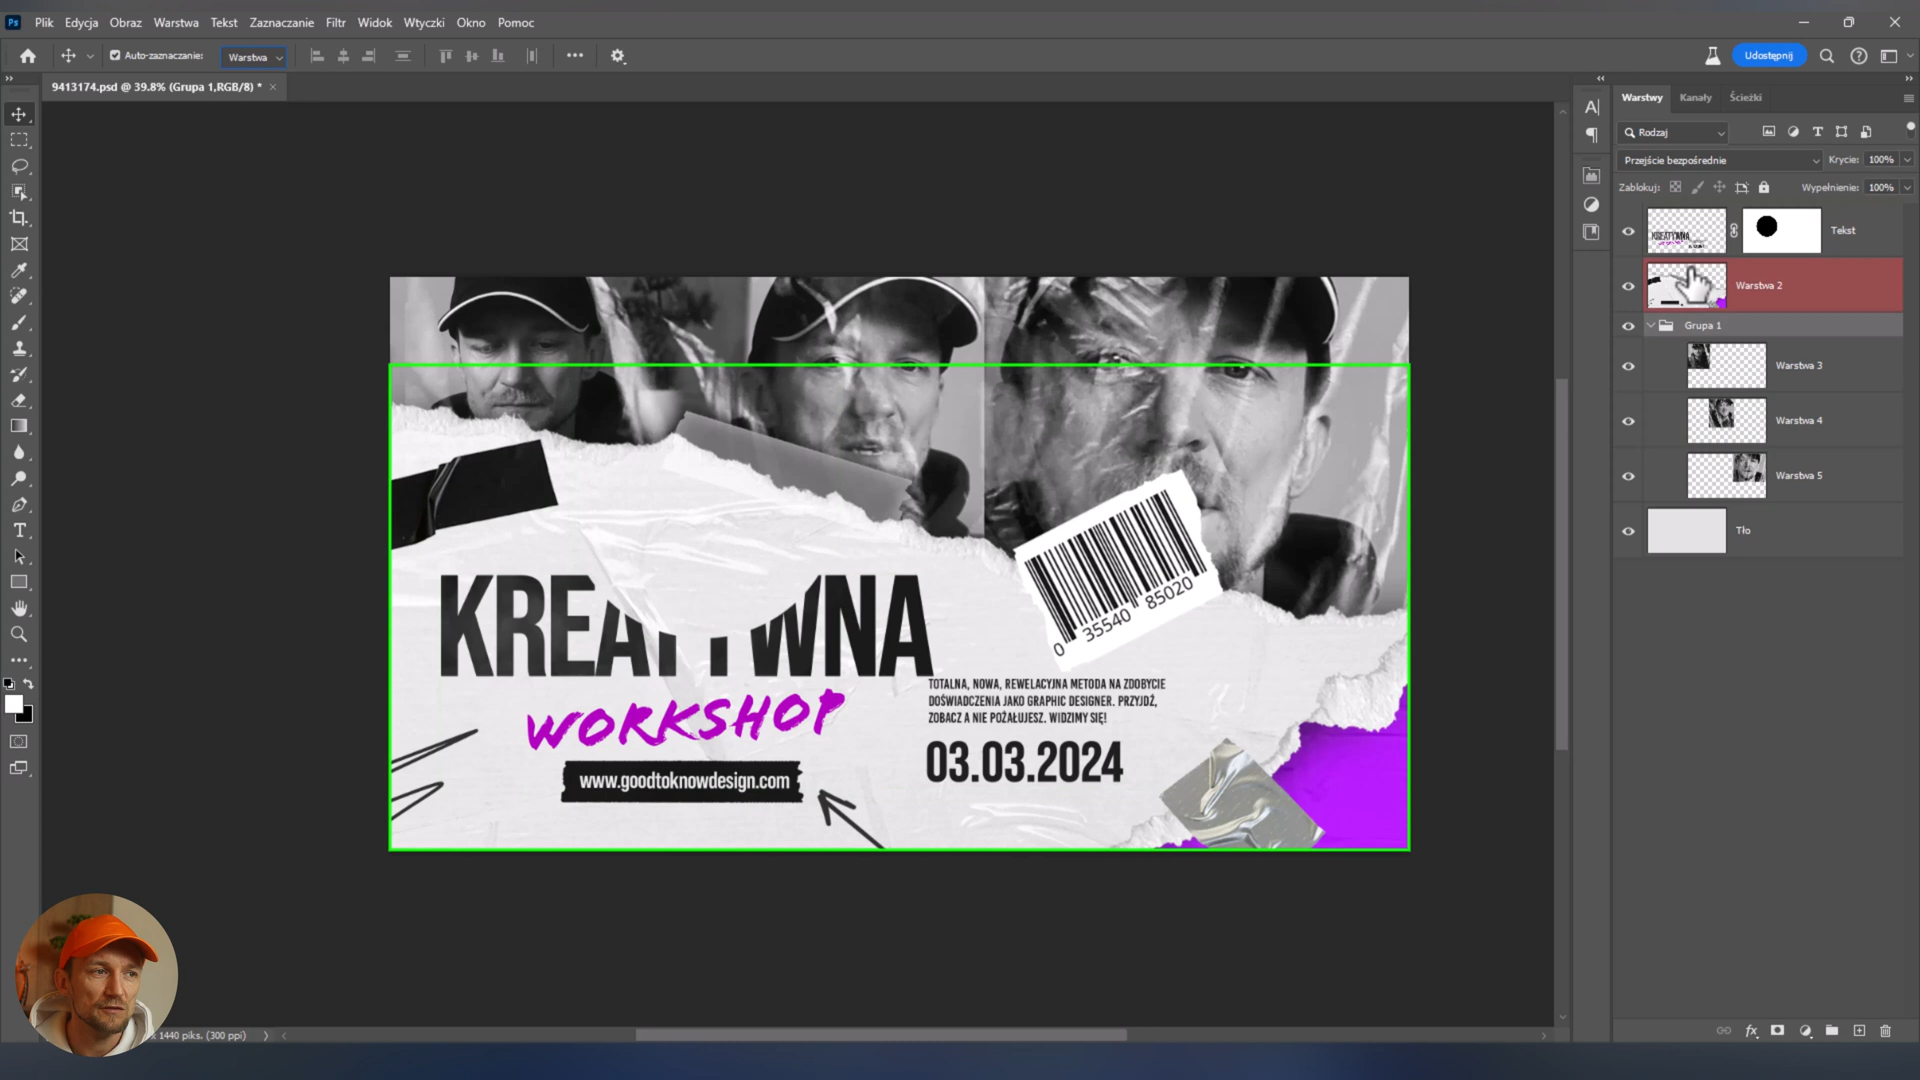 Ps Plik Edycja Obraz Warstwa Tekst Zaznaczanie Filtr Widok Wtyczki Okno Pomoc
Auto-zaznaczanie: Warstwa
Udostępnij
9413174.psd @ 39.8% (Grupa 1,RGB/8) *
Warstwy Kanały Ścieżki
Rodzaj
Przejście bezpośrednie Krycie: 100%
Zablokuj: Wypełnienie: 100%
Tekst
Warstwa 2
Grupa 1
Warstwa 3
Warstwa 4
Warstwa 5
Tło
0 35540 85020
KREATYWNA
WORKSHOP
www.goodtoknowdesign.com
TOTALNA, NOWA, REWELACYJNA METODA NA ZDOBYCIE
DOŚWIADCZENIA JAKO GRAPHIC DESIGNER. PRZYJDŹ,
ZOBACZ A NIE POŻAŁUJESZ. WIDZIMY SIĘ!
03.03.2024
x 1440 piks. (300 ppi)